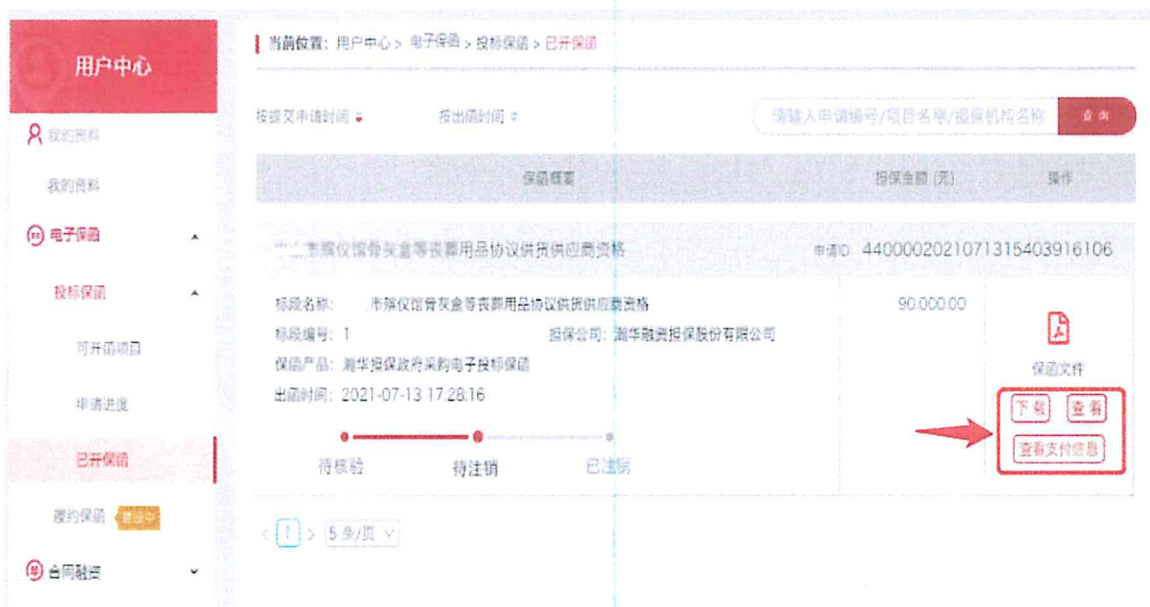 用户中心
当前位置：用户中心 > 电子保函 > 投标保函 > 已开保函
我的资料
我的资料
电子保函
投标保函
可开函项目
申请进度
已开保函
履约保函 建设中
合同融资
按提交申请时间 按出函时间
请输入申请编号/项目名称/担保机构名称 查询
保函概要 担保金额 (元) 操作
市殡仪馆骨灰盒等丧葬用品协议供货供应商资格 申请ID 4400002021071315403916106
标段名称： 市殡仪馆骨灰盒等丧葬用品协议供货供应商资格 90,000.00
标段编号：1 担保公司：瀚华融资担保股份有限公司
保函产品：瀚华担保政府采购电子投标保函
出函时间：2021-07-13 17:28:16
待核验 待注销 已注销
保函文件
下载 查看
查看支付信息
< 1 > 5 条/页